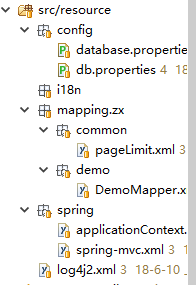 src/resource
config
database.propertie
db.properties 4 18
i18n
mapping.zx
common
pageLimit.xml 3
demo
DemoMapper.x
spring
applicationContext.
spring-mvc.xml 3
log4j2.xml 3 18-6-10